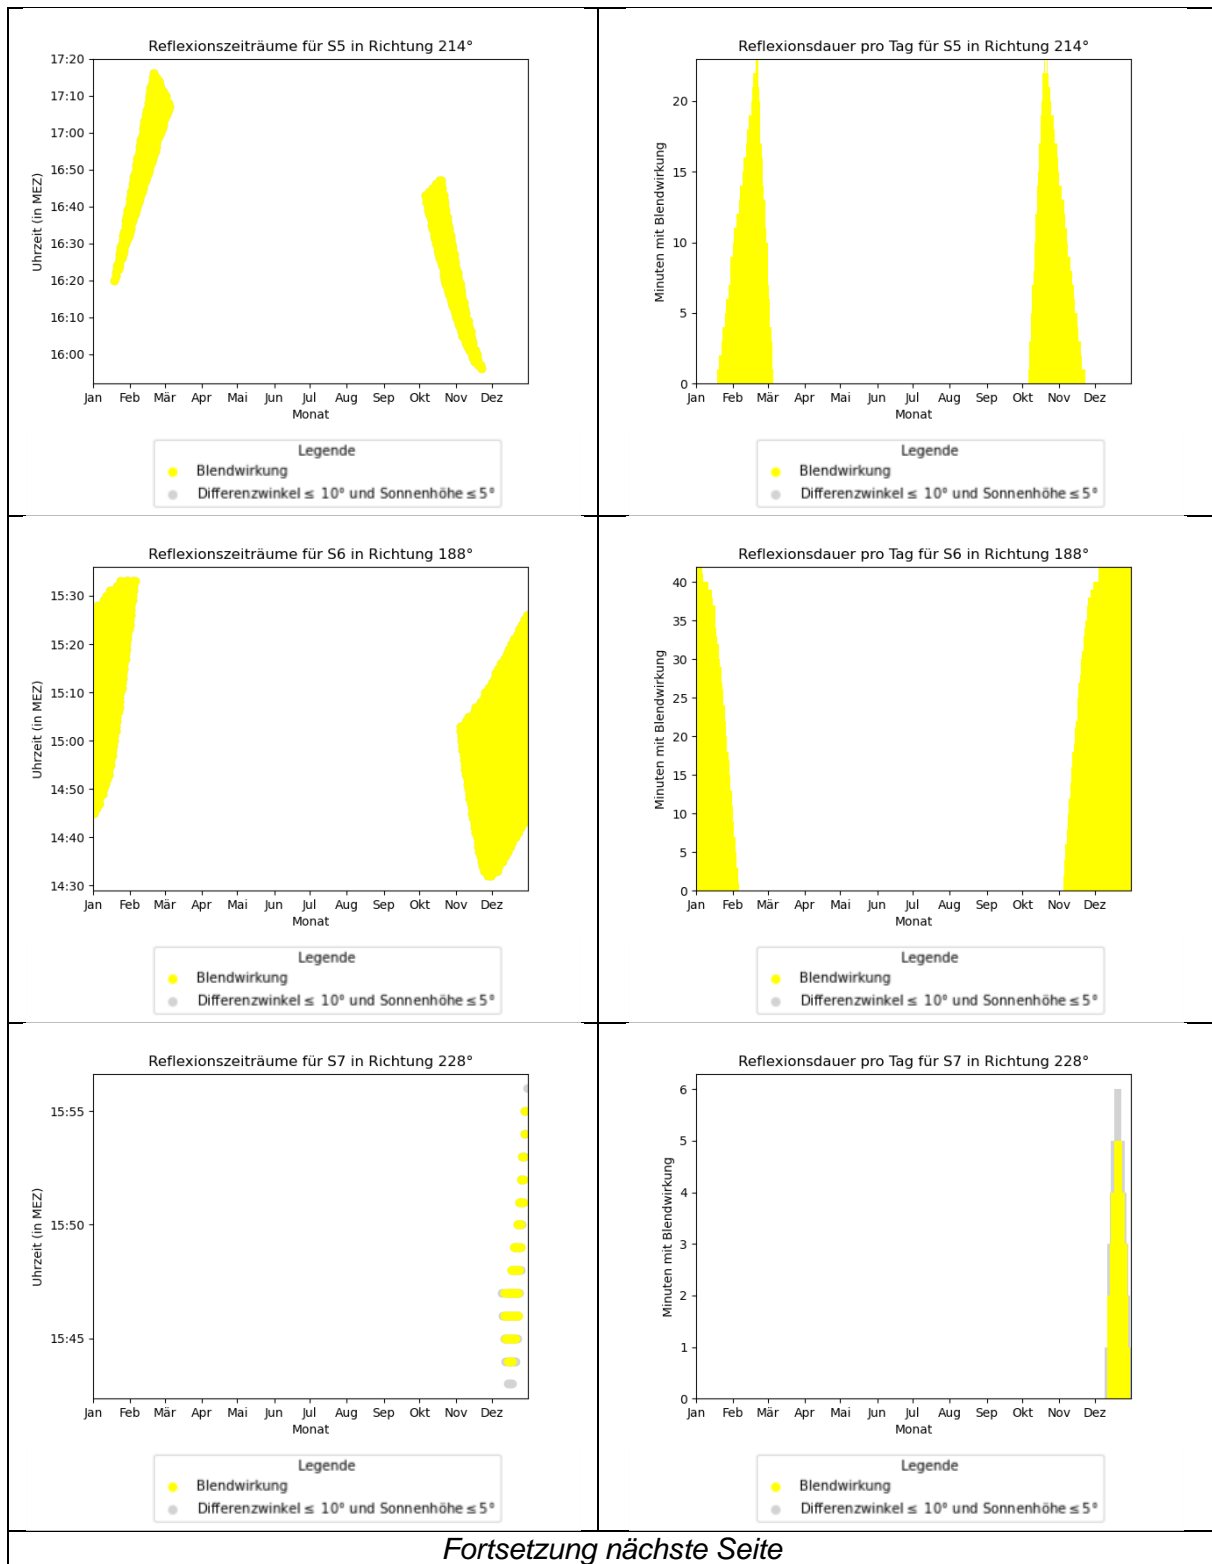 Reflexionszeiträume für S5 in Richtung 214°
17:20
17:10
17:00
16:50
16:40
16:30
16:20
16:10
16:00
Uhrzeit (in MEZ)
Jan Feb Mär Apr Mai Jun Jul Aug Sep Okt Nov Dez
Monat
Legende
Blendwirkung
Differenzwinkel ≤ 10° und Sonnenhöhe ≤ 5°
Reflexionsdauer pro Tag für S5 in Richtung 214°
20
15
10
5
0
Minuten mit Blendwirkung
Jan Feb Mär Apr Mai Jun Jul Aug Sep Okt Nov Dez
Monat
Legende
Blendwirkung
Differenzwinkel ≤ 10° und Sonnenhöhe ≤ 5°
Reflexionszeiträume für S6 in Richtung 188°
15:30
15:20
15:10
15:00
14:50
14:40
14:30
Uhrzeit (in MEZ)
Jan Feb Mär Apr Mai Jun Jul Aug Sep Okt Nov Dez
Monat
Legende
Blendwirkung
Differenzwinkel ≤ 10° und Sonnenhöhe ≤ 5°
Reflexionsdauer pro Tag für S6 in Richtung 188°
40
35
30
25
20
15
10
5
0
Minuten mit Blendwirkung
Jan Feb Mär Apr Mai Jun Jul Aug Sep Okt Nov Dez
Monat
Legende
Blendwirkung
Differenzwinkel ≤ 10° und Sonnenhöhe ≤ 5°
Reflexionszeiträume für S7 in Richtung 228°
15:55
15:50
15:45
Uhrzeit (in MEZ)
Jan Feb Mär Apr Mai Jun Jul Aug Sep Okt Nov Dez
Monat
Legende
Blendwirkung
Differenzwinkel ≤ 10° und Sonnenhöhe ≤ 5°
Reflexionsdauer pro Tag für S7 in Richtung 228°
6
5
4
3
2
1
0
Minuten mit Blendwirkung
Jan Feb Mär Apr Mai Jun Jul Aug Sep Okt Nov Dez
Monat
Legende
Blendwirkung
Differenzwinkel ≤ 10° und Sonnenhöhe ≤ 5°
Fortsetzung nächste Seite